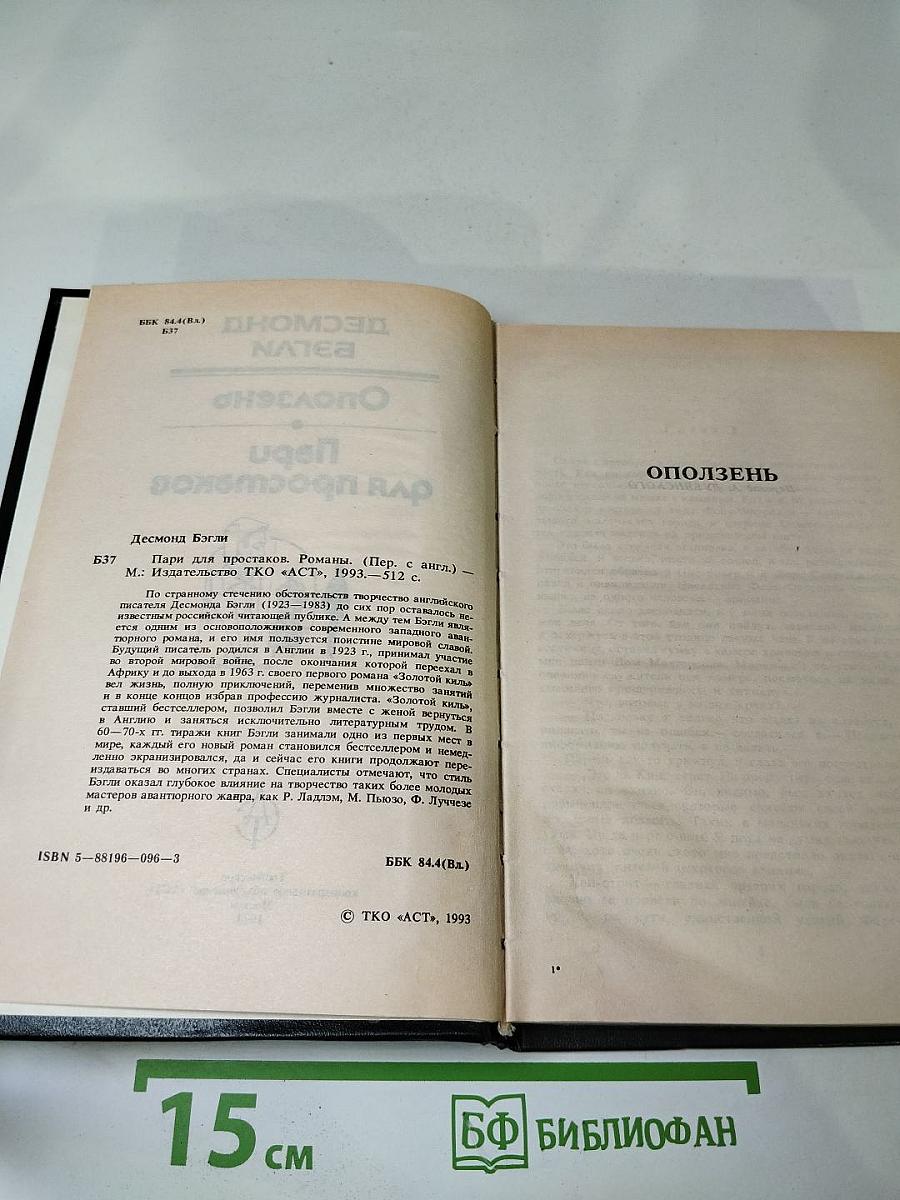 ББК 84.4(Вл.)
Б37
Десмонд Бэгли
Б37 Пари для простаков. Романы. (Пер. с англ.) —
М.: Издательство ТКО «АСТ», 1993.—512 с.
По странному стечению обстоятельств творчество английского
писателя Десмонда Бэгли (1923—1983) до сих пор оставалось не-
известным российской читающей публике. А между тем Бэгли явля-
ется одним из основоположников современного западного аван-
тюрного романа, и его имя пользуется поистине мировой славой.
Будущий писатель родился в Англии в 1923 г., принимал участие
во второй мировой войне, после окончания которой переехал в
Африку и до выхода в 1963 г. своего первого романа «Золотой киль»
вел жизнь, полную приключений, переменив множество занятий
и в конце концов избрав профессию журналиста. «Золотой киль»,
ставший бестселлером, позволил Бэгли вместе с женой вернуться
в Англию и заняться исключительно литературным трудом. В
60—70-х гг. тиражи книг Бэгли занимали одно из первых мест в
мире, каждый его новый роман становился бестселлером и немед-
ленно экранизировался, да и сейчас его книги продолжают пере-
издаваться во многих странах. Специалисты отмечают, что стиль
Бэгли оказал глубокое влияние на творчество таких более молодых
мастеров авантюрного жанра, как Р. Ладлэм, М. Пьюзо, Ф. Луччезе
и др.
ISBN 5—88196—096—3
ББК 84.4(Вл.)
© ТКО «АСТ», 1993
ОПОЛЗЕНЬ
1*
15 см
БФ БИБЛИОФАН